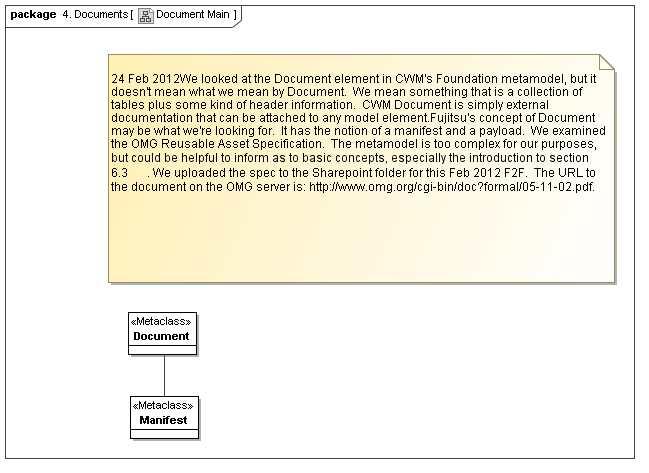 package 4. Documents [ Document Main ]
24 Feb 2012We looked at the Document element in CWM's Foundation metamodel, but it
doesn't mean what we mean by Document. We mean something that is a collection of
tables plus some kind of header information. CWM Document is simply external
documentation that can be attached to any model element.Fujitsu's concept of Document
may be what we're looking for. It has the notion of a manifest and a payload. We examined
the OMG Reusable Asset Specification. The metamodel is too complex for our purposes,
but could be helpful to inform as to basic concepts, especially the introduction to section
6.3 . We uploaded the spec to the Sharepoint folder for this Feb 2012 F2F. The URL to
the document on the OMG server is: http://www.omg.org/cgi-bin/doc?formal/05-11-02.pdf.
«Metaclass»
Document
«Metaclass»
Manifest